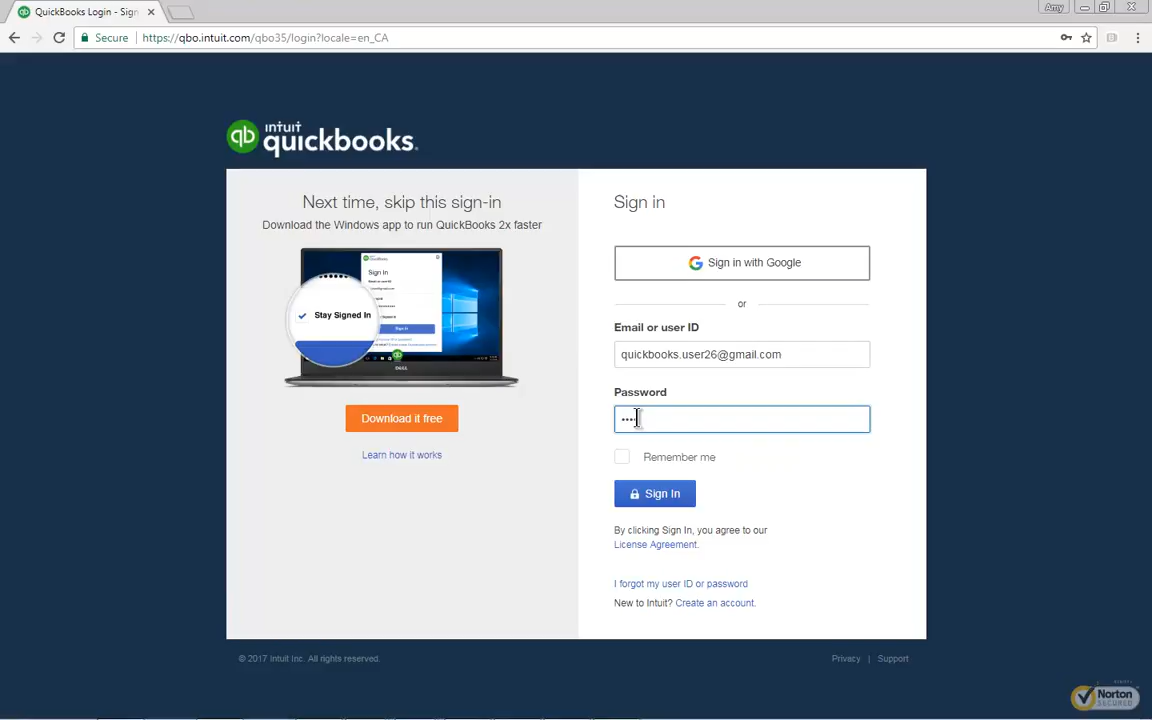 QuickBooks Login - Sign
Amy
Secure
https://qbo.intuit.com/qbo35/login?locale=en_CA
qb intuit quickbooks.
Next time, skip this sign-in
Download the Windows app to run QuickBooks 2x faster
Sign In
Stay Signed In
Sign In
DELL
Download it free
Learn how it works
Sign in
Sign in with Google
or
Email or user ID
quickbooks.user26@gmail.com
Password
••••
Remember me
Sign In
By clicking Sign In, you agree to our
License Agreement.
I forgot my user ID or password
New to Intuit? Create an account.
© 2017 Intuit Inc. All rights reserved.
Privacy | Support
Norton
SECURED